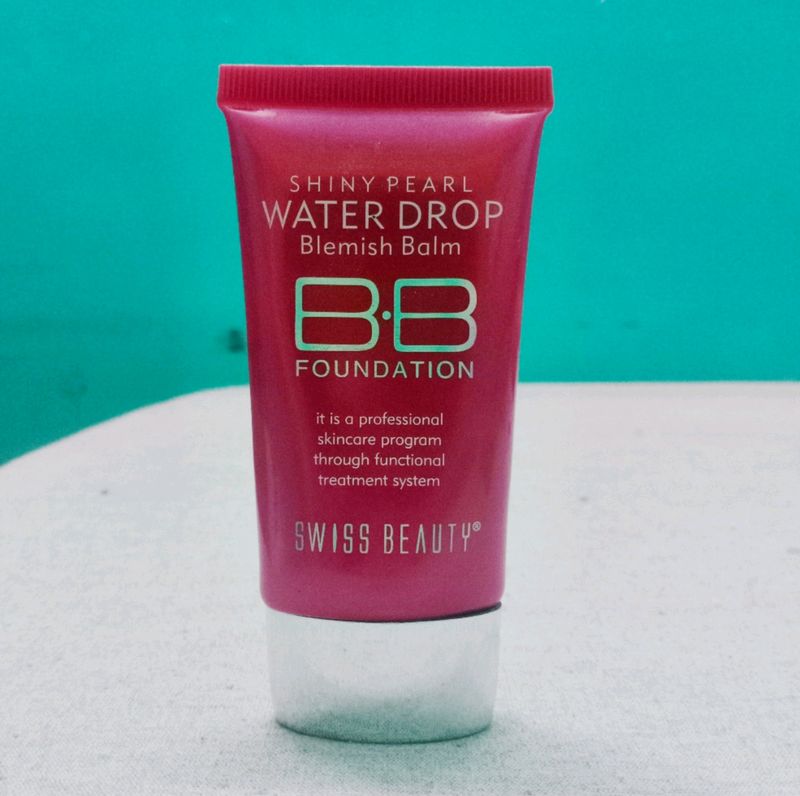 SHINY PEARL
WATER DROP
Blemish Balm
B·B
FOUNDATION
it is a professional
skincare program
through functional
treatment system
SWISS BEAUTY®